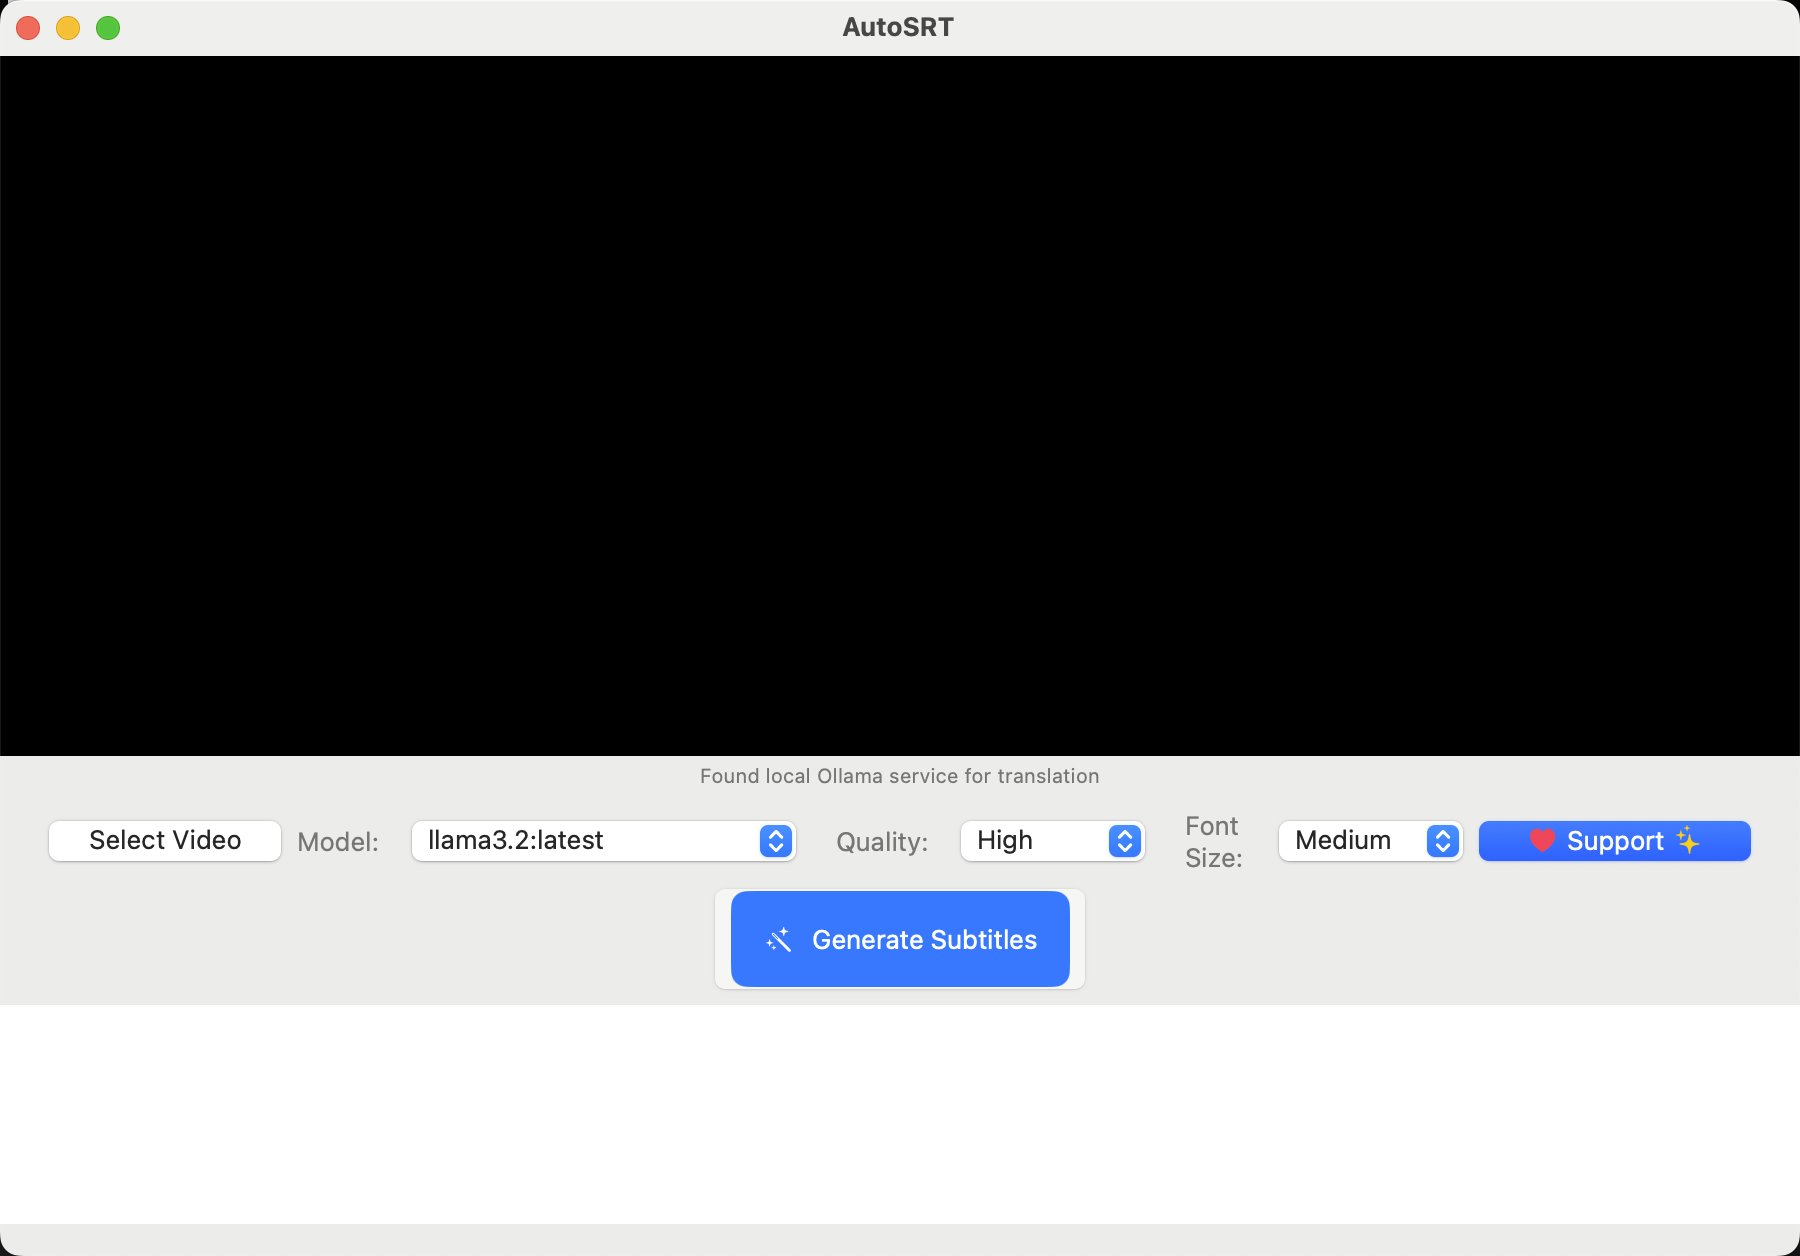 AutoSRT
Found local Ollama service for translation
Select Video
Model:
llama3.2:latest
Quality:
High
Font
Size:
Medium
Support
Generate Subtitles